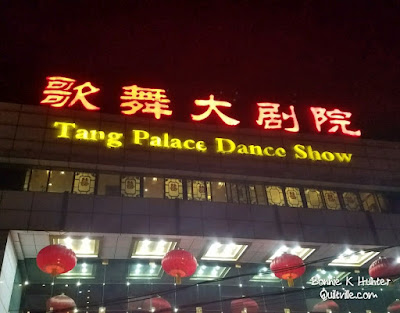 歌舞大剧院
Tang Palace Dance Show
Bonnie K Hunter
Quiltville.com